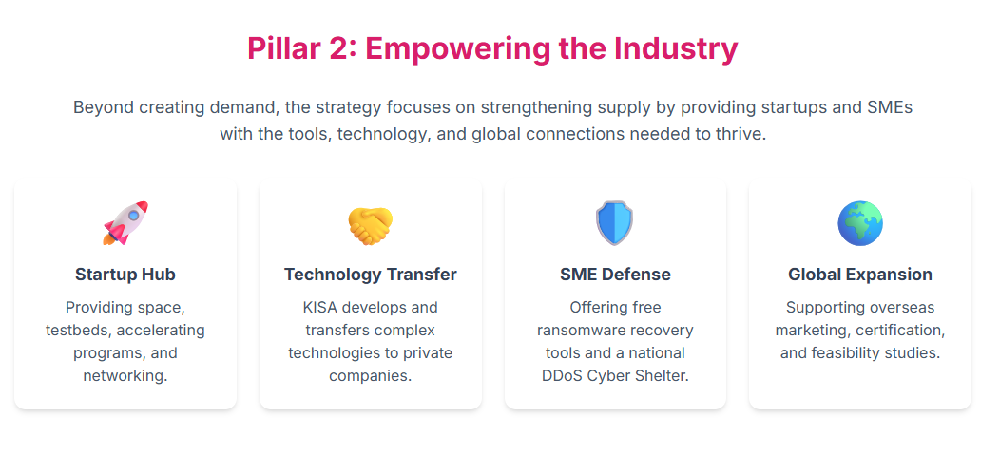 Pillar 2: Empowering the Industry
Beyond creating demand, the strategy focuses on strengthening supply by providing startups and SMEs
with the tools, technology, and global connections needed to thrive.
Startup Hub
Providing space,
testbeds, accelerating
programs, and
networking.
Technology Transfer
KISA develops and
transfers complex
technologies to private
companies.
SME Defense
Offering free
ransomware recovery
tools and a national
DDoS Cyber Shelter.
Global Expansion
Supporting overseas
marketing, certification,
and feasibility studies.